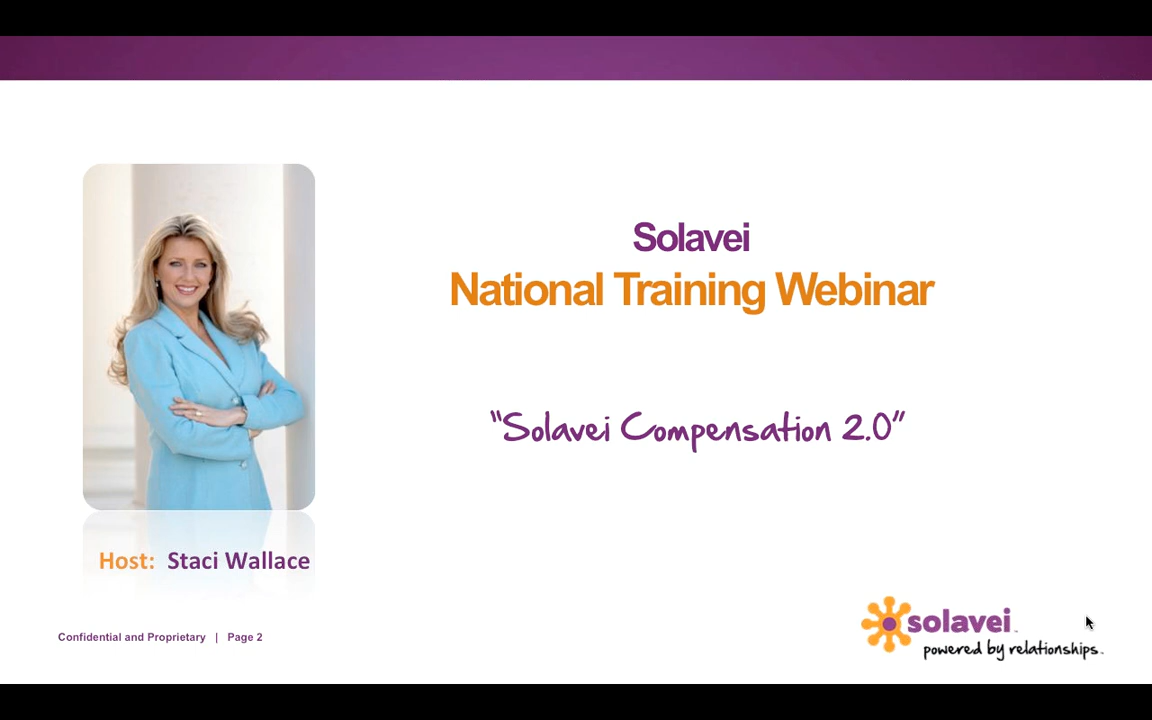 Solavei
National Training Webinar
“Solavei Compensation 2.0”
Host: Staci Wallace
Confidential and Proprietary | Page 2
solavei
powered by relationships